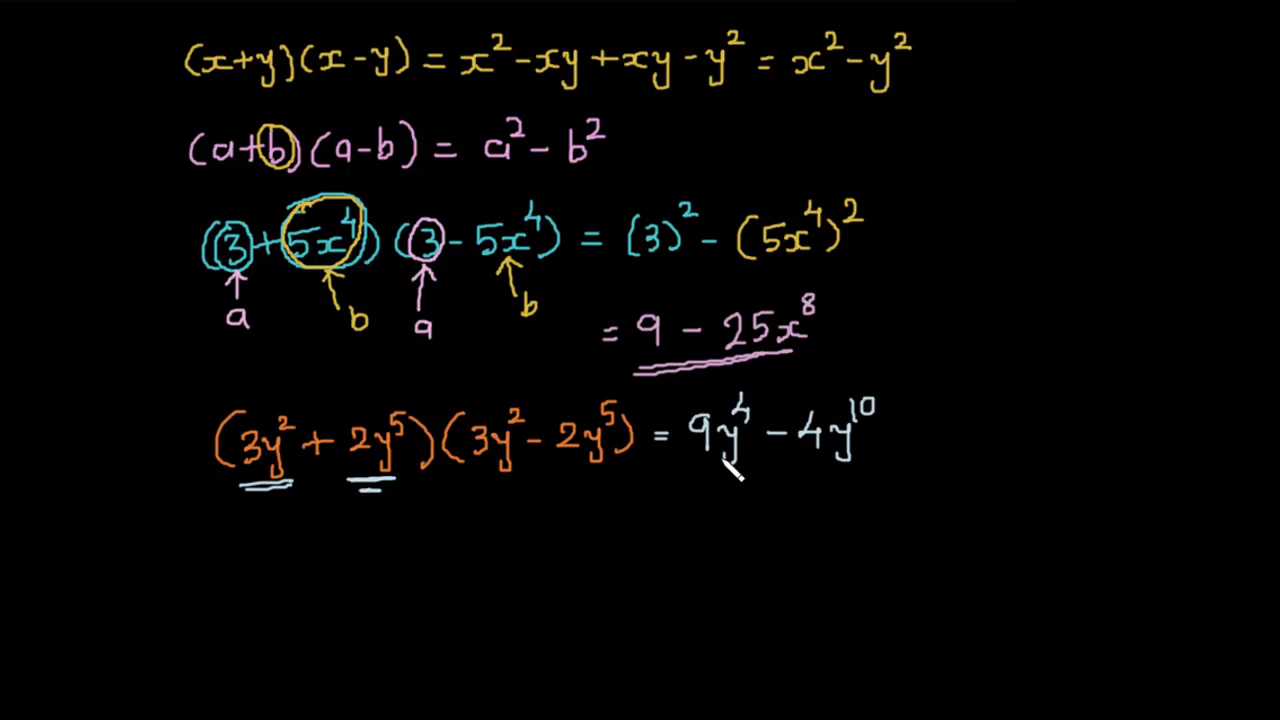 (x+y)(x-y) = x² - xy + xy - y² = x² - y²
(a+b)(a-b) = a² - b²
(3+5x⁴)(3-5x⁴) = (3)² - (5x⁴)²
a b a b
= 9 - 25x⁸
(3y² + 2y⁵)(3y² - 2y⁵) = 9y⁴ - 4y¹⁰